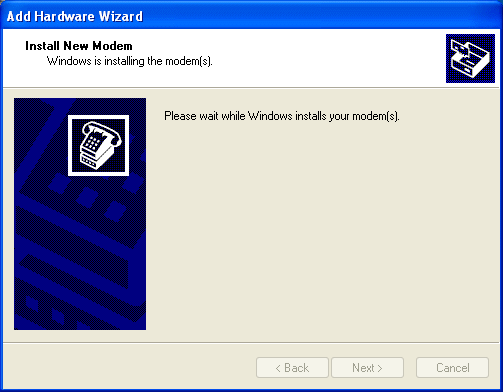 Add Hardware Wizard
Install New Modem
Windows is installing the modem(s).
Please wait while Windows installs your modem(s).
< Back
Next >
Cancel